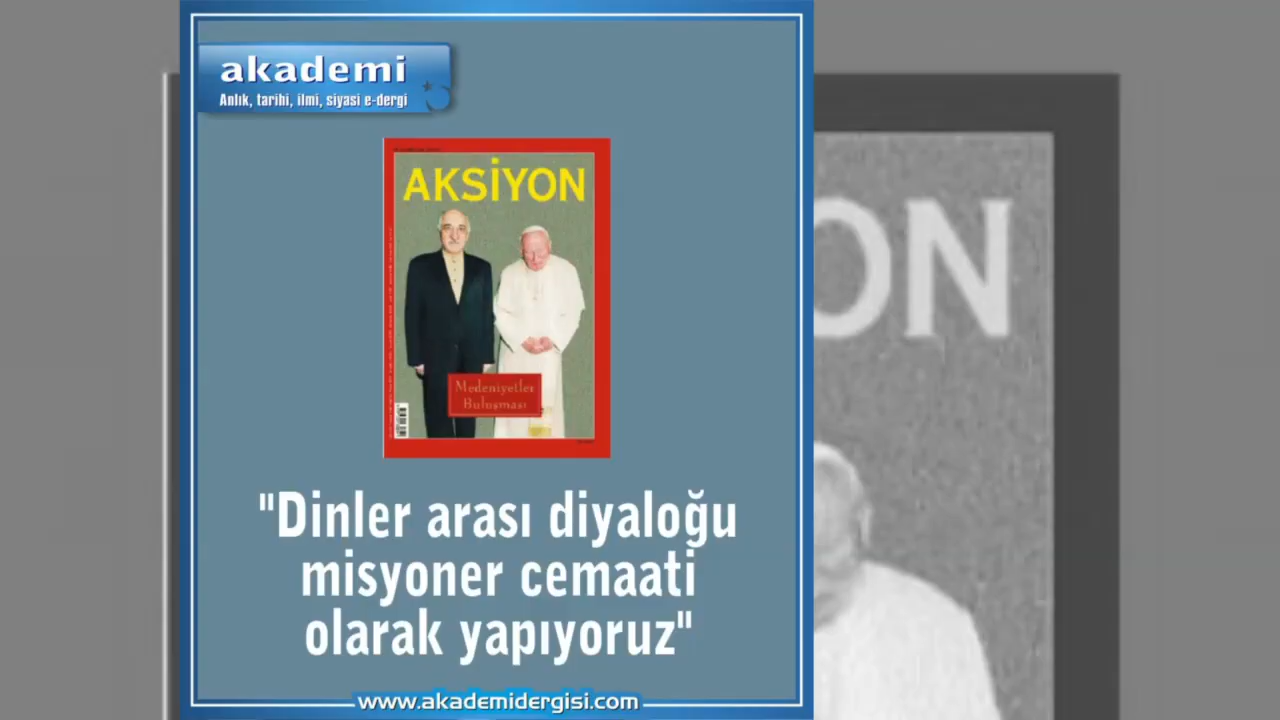 akademi
Anlık, tarihi, ilmi, siyasi e-dergi
AKSİYON
Medeniyetler
Buluşması
"Dinler arası diyaloğu
misyoner cemaati
olarak yapıyoruz"
www.akademidergisi.com
ON